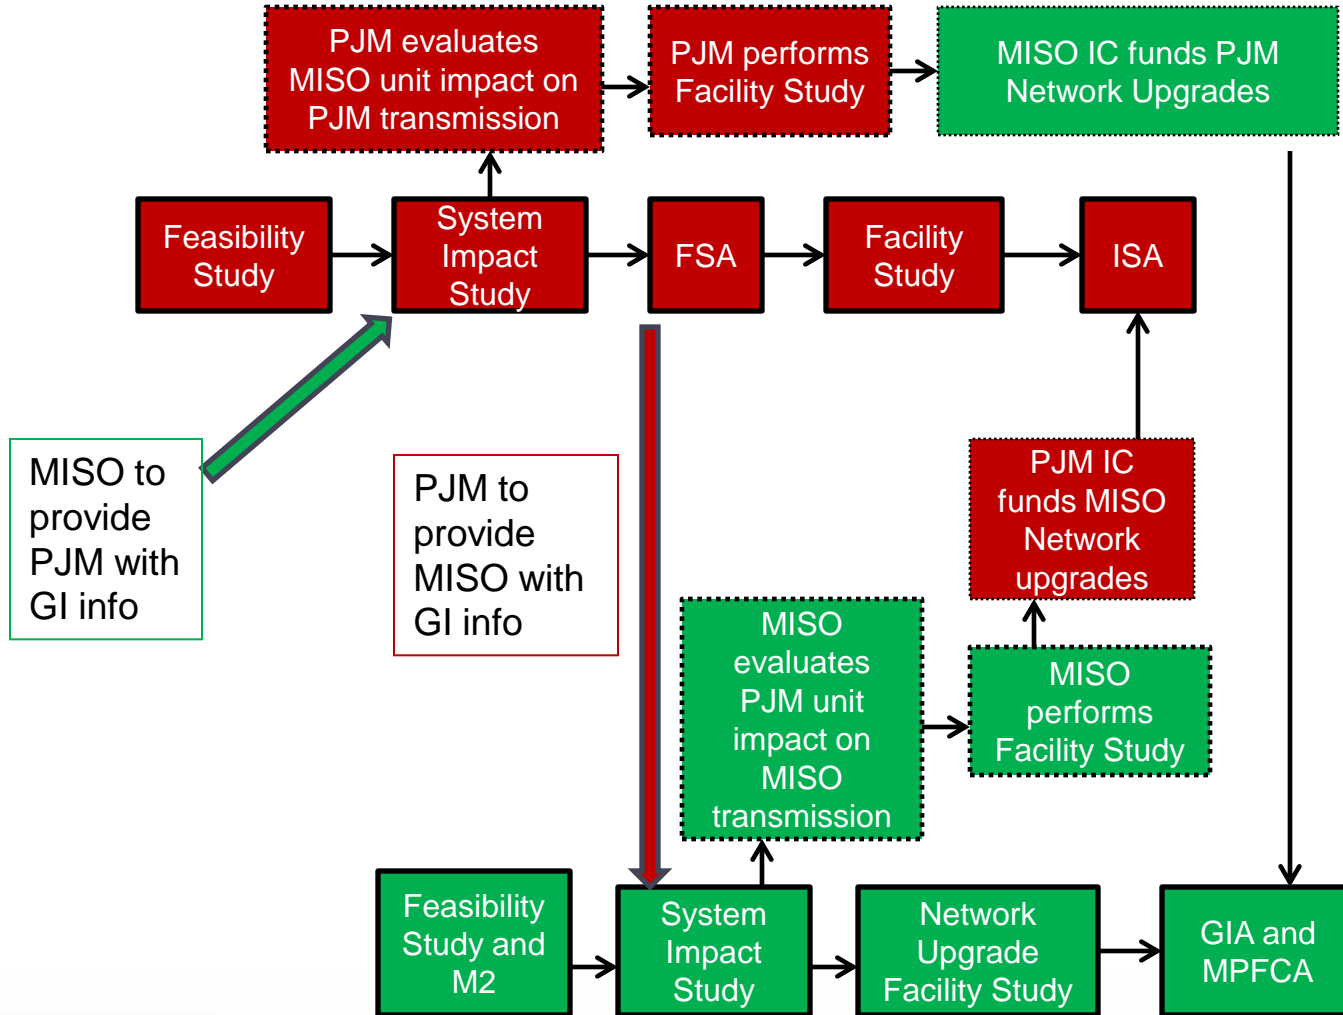 PJM evaluates
MISO unit impact on
PJM transmission
PJM performs
Facility Study
MISO IC funds PJM
Network Upgrades
Feasibility
Study
System
Impact
Study
FSA
Facility
Study
ISA
MISO to
provide
PJM with
GI info
PJM to
provide
MISO with
GI info
PJM IC
funds MISO
Network
upgrades
MISO
evaluates
PJM unit
impact on
MISO
transmission
MISO
performs
Facility Study
Feasibility
Study and
M2
System
Impact
Study
Network
Upgrade
Facility Study
GIA and
MPFCA